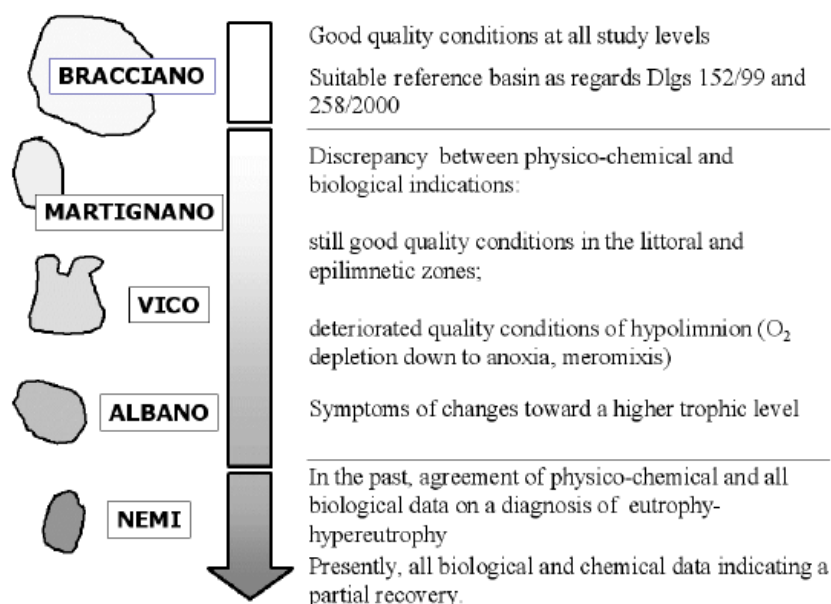 BRACCIANO
Good quality conditions at all study levels
Suitable reference basin as regards Dlgs 152/99 and
258/2000
MARTIGNANO
VICO
ALBANO
Discrepancy between physico-chemical and
biological indications:
still good quality conditions in the littoral and
epilimnetic zones;
deteriorated quality conditions of hypolimnion (O₂
depletion down to anoxia, meromixis)
Symptoms of changes toward a higher trophic level
NEMI
In the past, agreement of physico-chemical and all
biological data on a diagnosis of eutrophy-
hypereutrophy
Presently, all biological and chemical data indicating a
partial recovery.